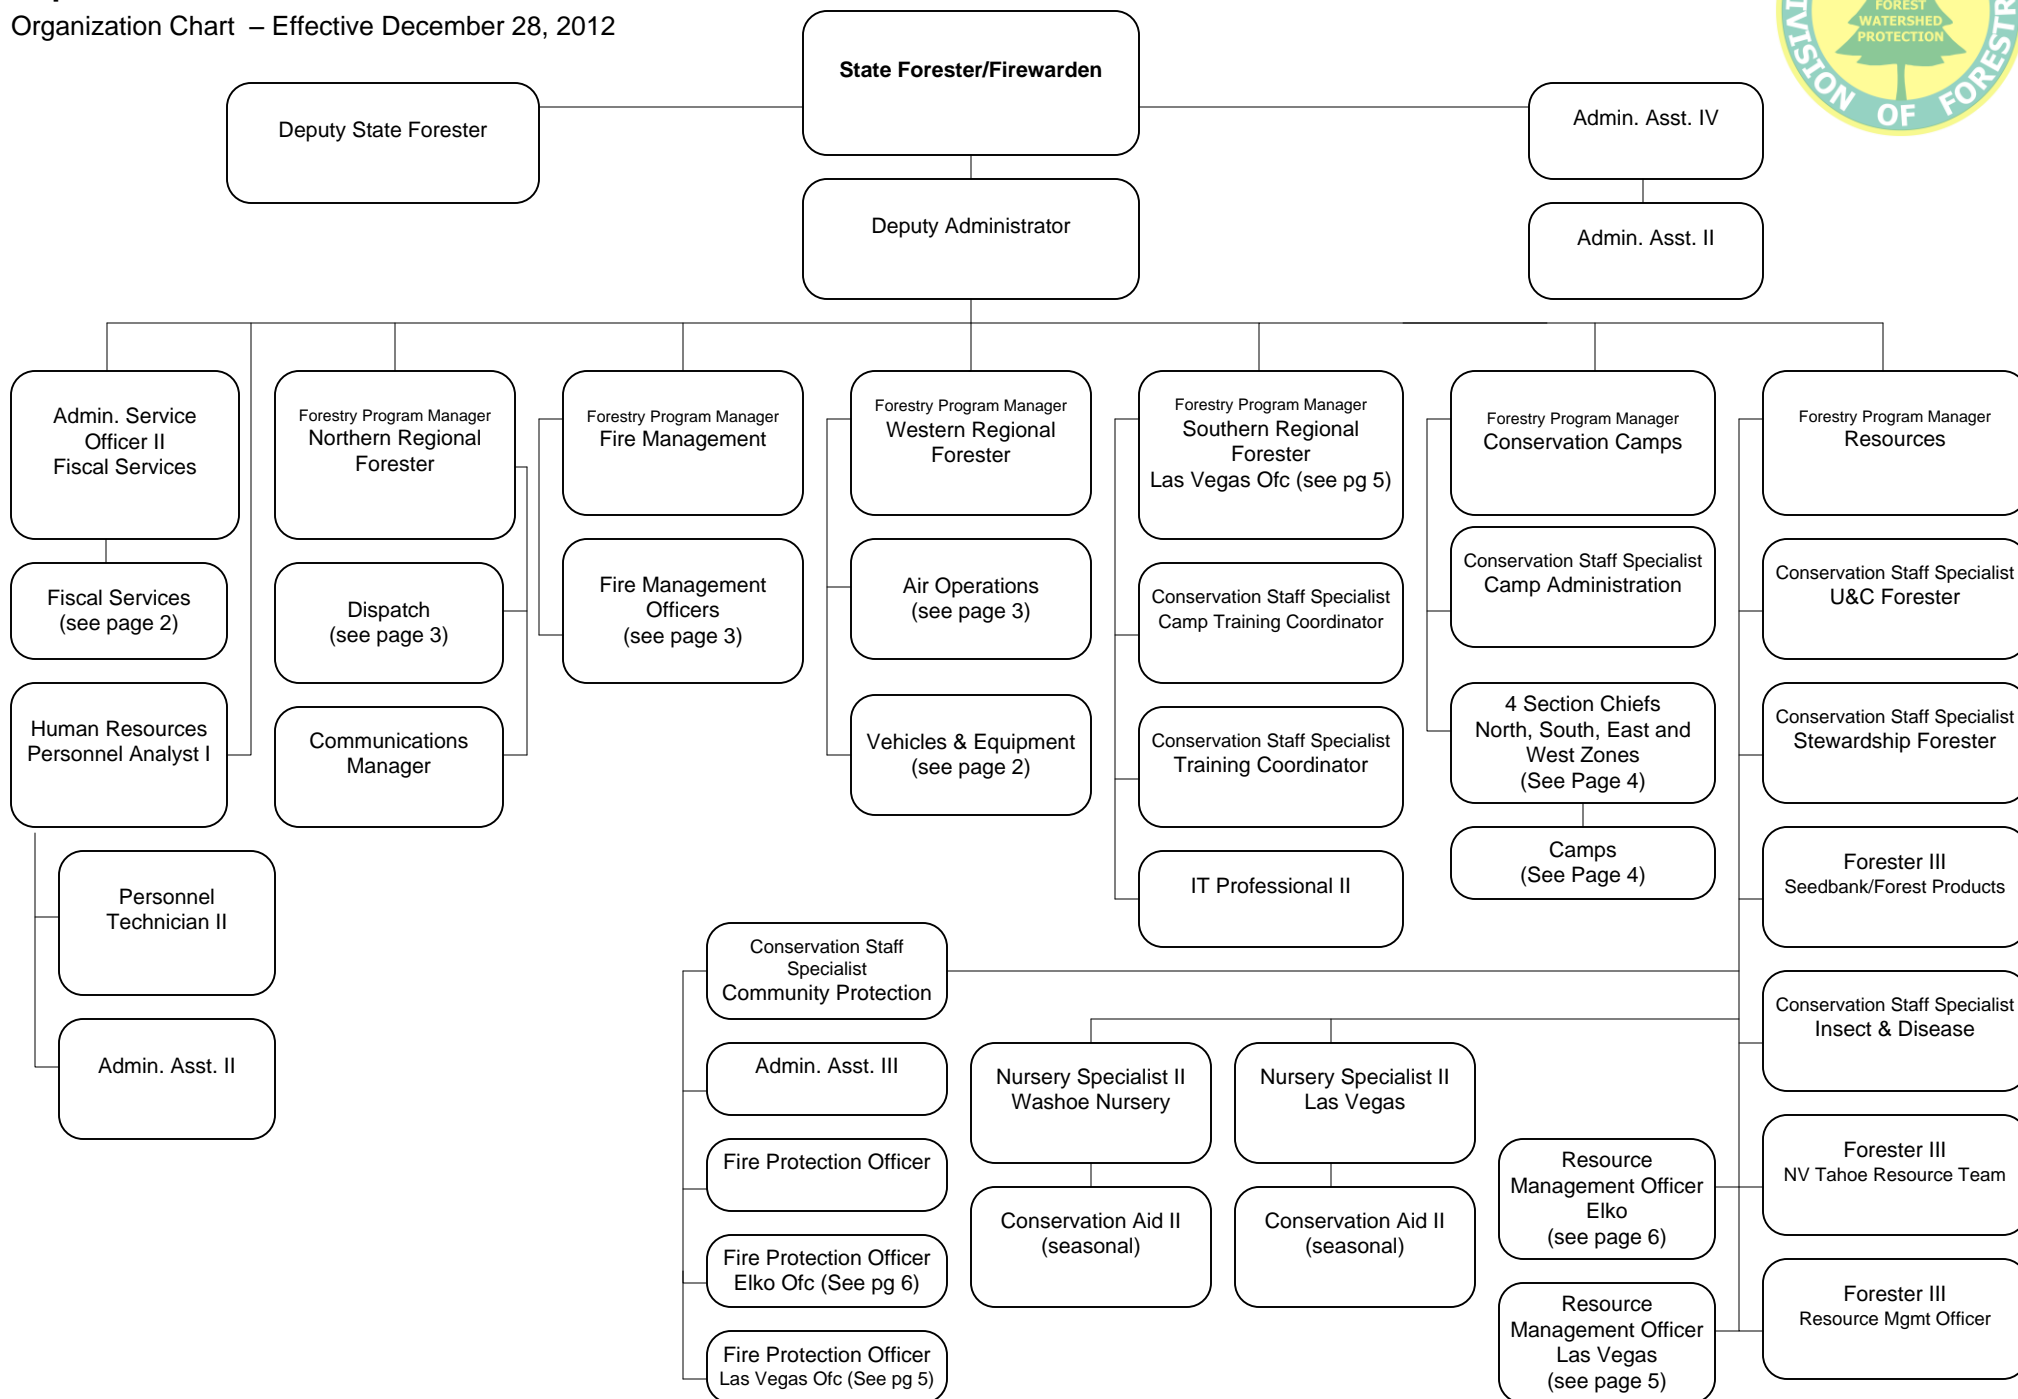 Organization Chart – Effective December 28, 2012
FOREST
WATERSHED
PROTECTION
OF
State Forester/Firewarden
Deputy State Forester
Admin. Asst. IV
Deputy Administrator
Admin. Asst. II
Admin. Service
Officer II
Fiscal Services
Forestry Program Manager
Northern Regional
Forester
Forestry Program Manager
Fire Management
Forestry Program Manager
Western Regional
Forester
Forestry Program Manager
Southern Regional
Forester
Las Vegas Ofc (see pg 5)
Forestry Program Manager
Conservation Camps
Forestry Program Manager
Resources
Fiscal Services
(see page 2)
Dispatch
(see page 3)
Fire Management
Officers
(see page 3)
Air Operations
(see page 3)
Conservation Staff Specialist
Camp Training Coordinator
Conservation Staff Specialist
Camp Administration
Conservation Staff Specialist
U&C Forester
Human Resources
Personnel Analyst I
Communications
Manager
Vehicles & Equipment
(see page 2)
Conservation Staff Specialist
Training Coordinator
4 Section Chiefs
North, South, East and
West Zones
(See Page 4)
Conservation Staff Specialist
Stewardship Forester
Personnel
Technician II
IT Professional II
Camps
(See Page 4)
Forester III
Seedbank/Forest Products
Conservation Staff
Specialist
Community Protection
Conservation Staff Specialist
Insect & Disease
Admin. Asst. II
Admin. Asst. III
Nursery Specialist II
Washoe Nursery
Nursery Specialist II
Las Vegas
Fire Protection Officer
Resource
Management Officer
Elko
(see page 6)
Forester III
NV Tahoe Resource Team
Conservation Aid II
(seasonal)
Conservation Aid II
(seasonal)
Fire Protection Officer
Elko Ofc (See pg 6)
Resource
Management Officer
Las Vegas
(see page 5)
Forester III
Resource Mgmt Officer
Fire Protection Officer
Las Vegas Ofc (See pg 5)